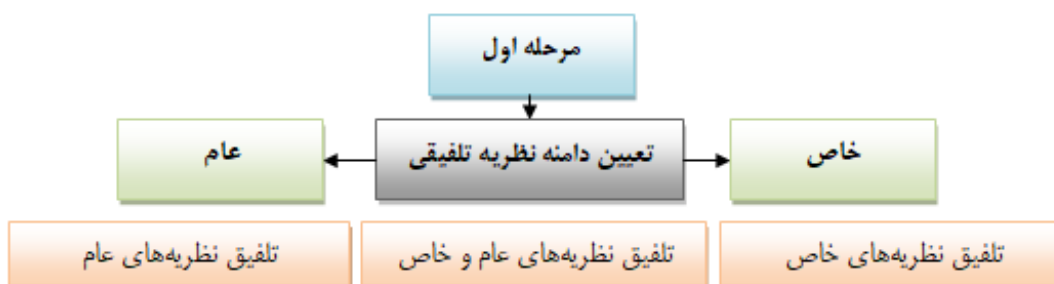 مرحله اول
خاص
تعیین دامنه نظریه تلفیقی
عام
تلفیق نظریه‌های خاص
تلفیق نظریه‌های عام و خاص
تلفیق نظریه‌های عام